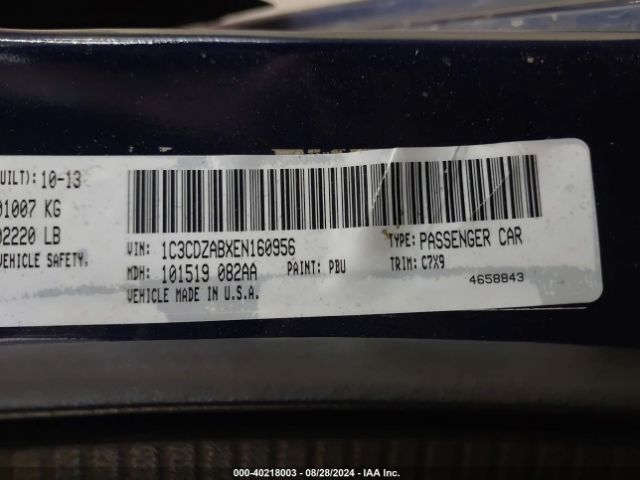 UILT): 10-13
01007 KG
02220 LB
VEHICLE SAFETY.
VIN: 1C3CDZABXEN160956 TYPE: PASSENGER CAR
MDH: 101519 082AA PAINT: PBU TRIM: C7X9
VEHICLE MADE IN U.S.A. 4658843
000-40218003 — 08/28/2024 — IAA Inc.